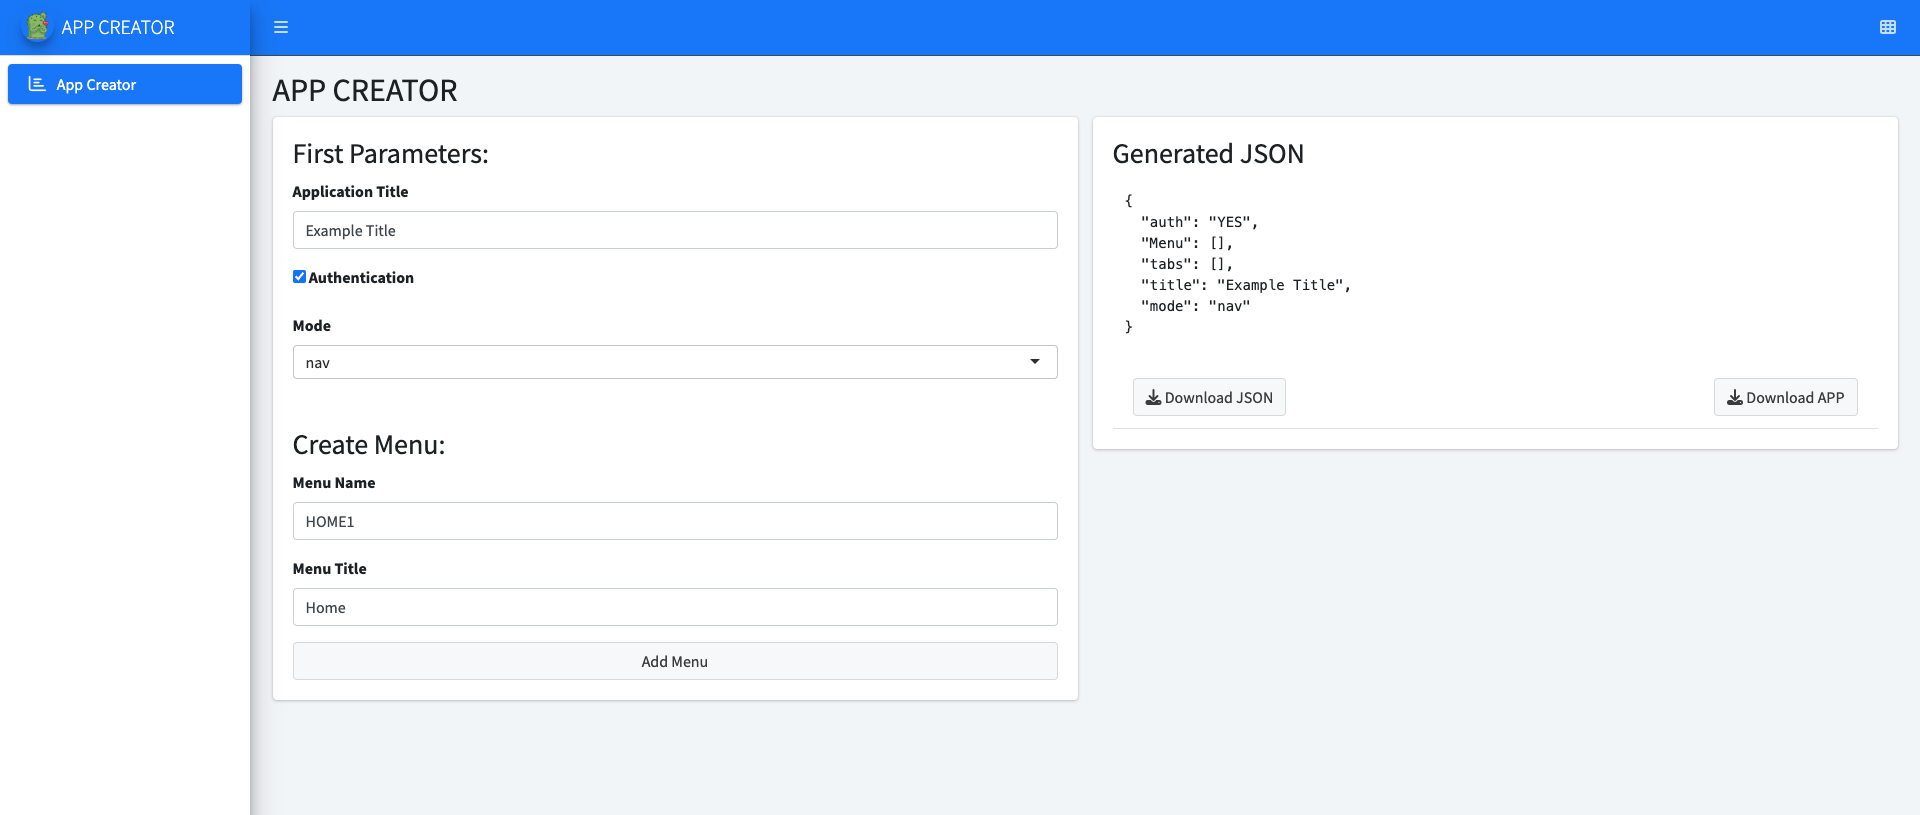 APP CREATOR
App Creator
APP CREATOR
First Parameters:
Application Title
Example Title
Authentication
Mode
nav
Create Menu:
Menu Name
HOME1
Menu Title
Home
Add Menu
Generated JSON
{
  "auth": "YES",
  "Menu": [],
  "tabs": [],
  "title": "Example Title",
  "mode": "nav"
}
Download JSON
Download APP